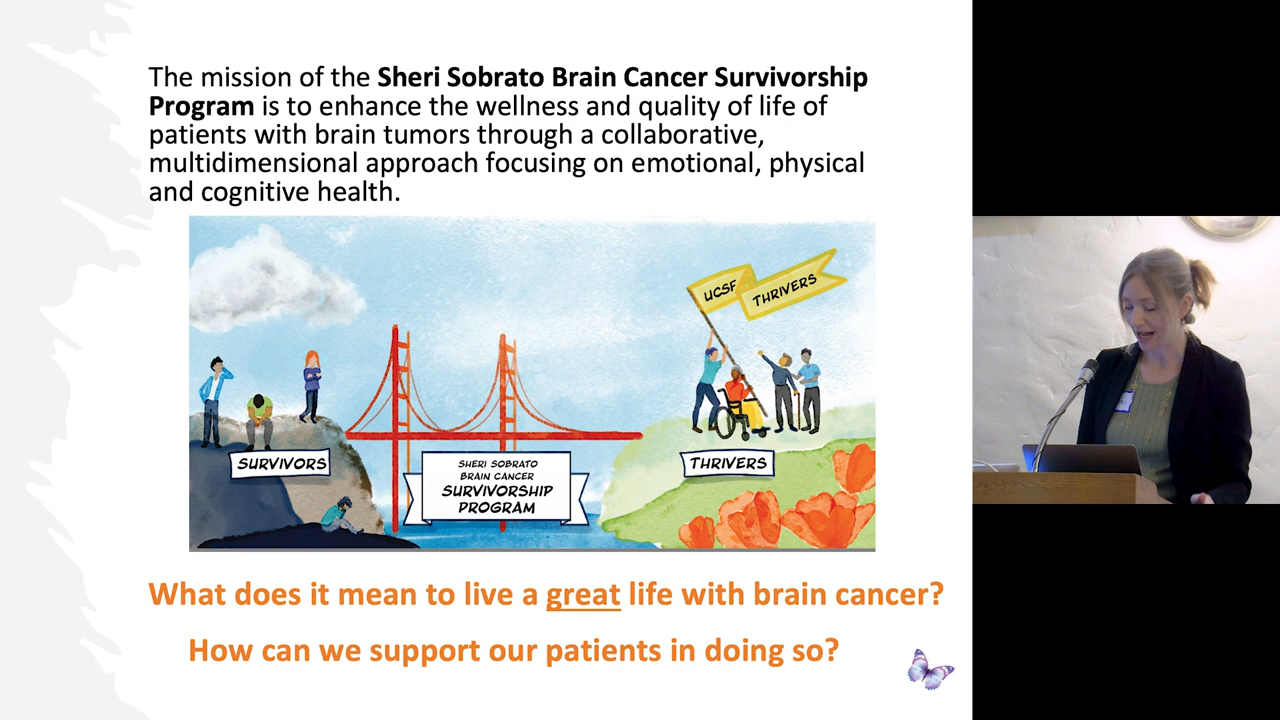 The mission of the Sheri Sobrato Brain Cancer Survivorship
Program is to enhance the wellness and quality of life of
patients with brain tumors through a collaborative,
multidimensional approach focusing on emotional, physical
and cognitive health.
UCSF THRIVERS
SURVIVORS
SHERI SOBRATO
BRAIN CANCER
SURVIVORSHIP
PROGRAM
THRIVERS
What does it mean to live a great life with brain cancer?
How can we support our patients in doing so?